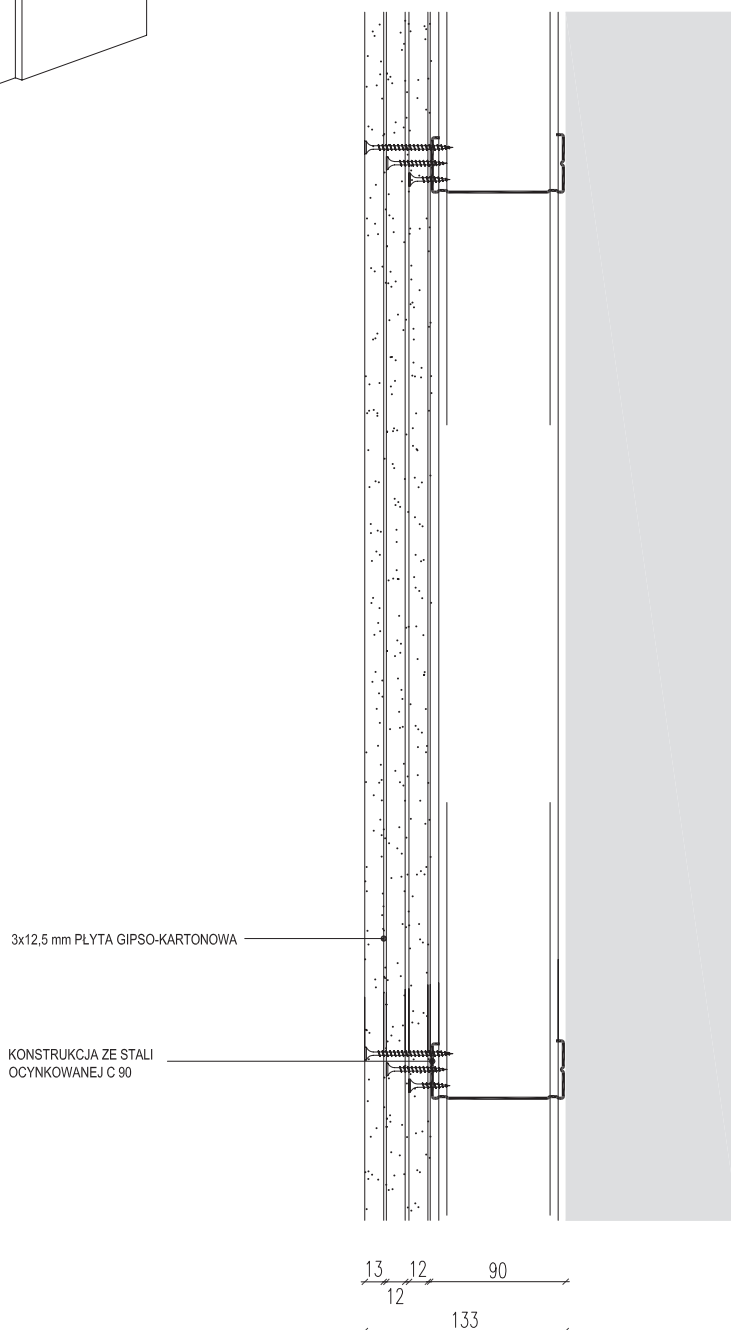 3x12,5 mm PŁYTA GIPSO-KARTONOWA
KONSTRUKCJA ZE STALI
OCYNKOWANEJ C 90
13 12 90
12
133